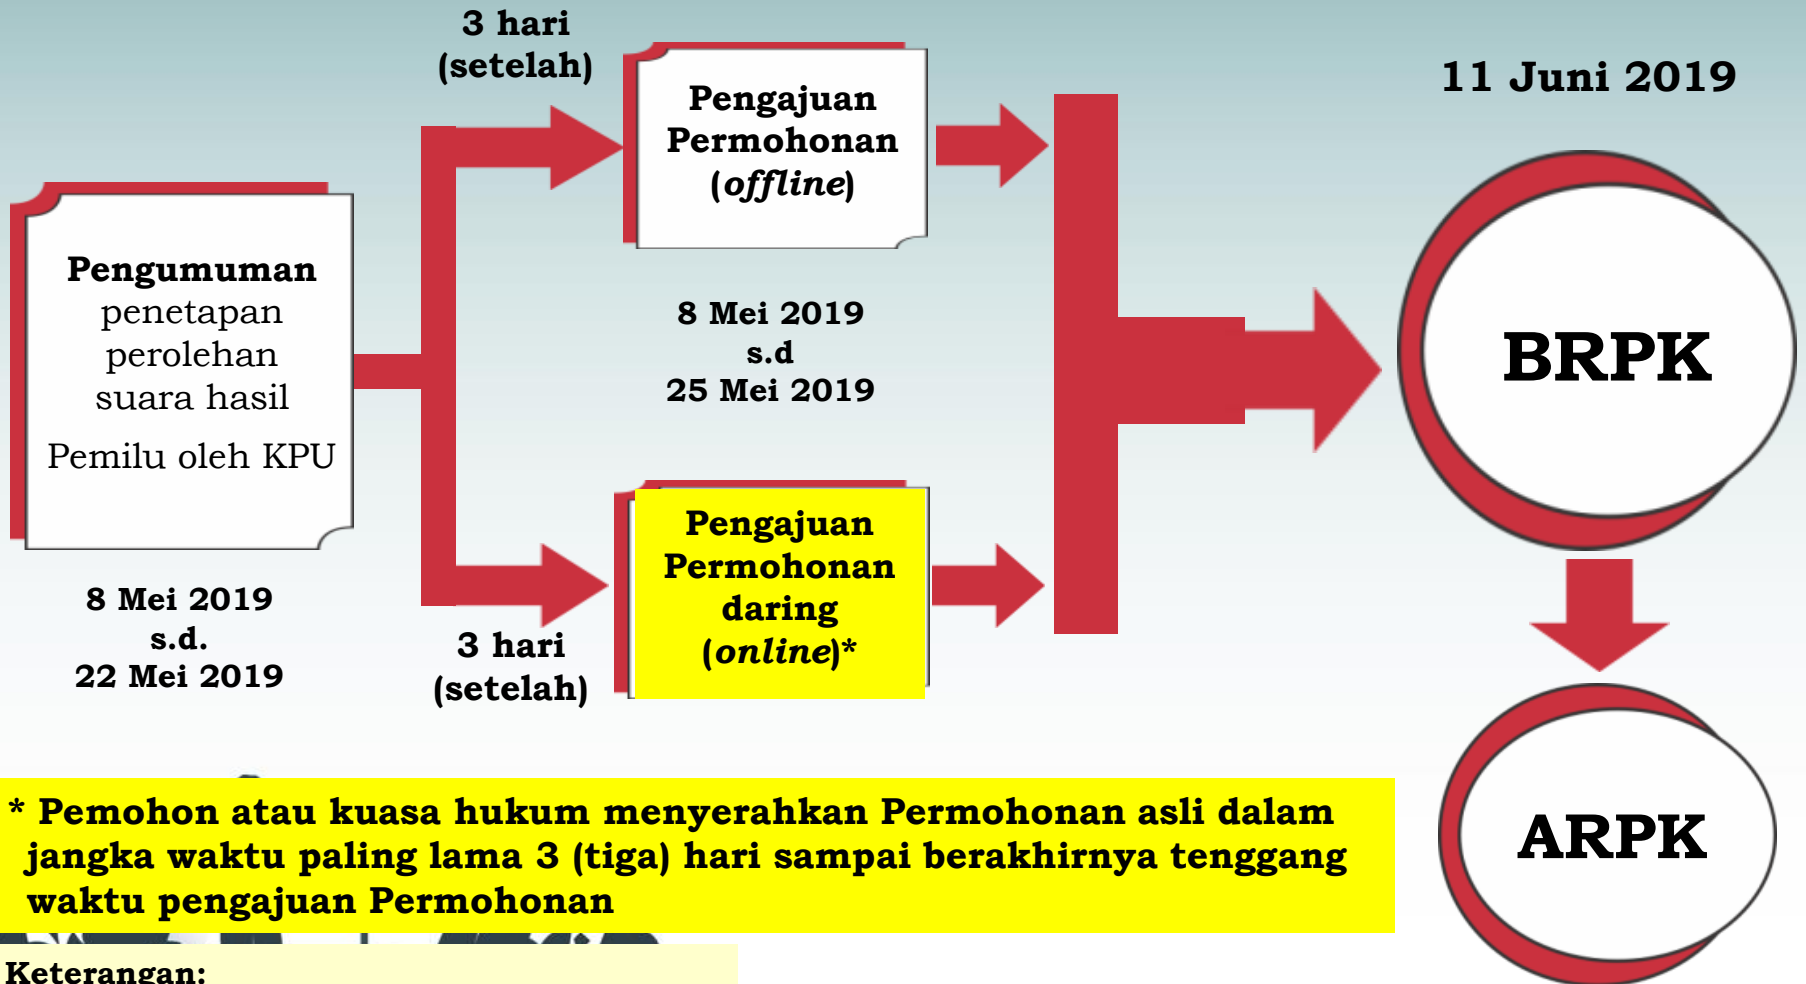 3 hari
(setelah)
Pengajuan
Permohonan
(offline)
11 Juni 2019
Pengumuman
penetapan
perolehan
suara hasil
Pemilu oleh KPU
8 Mei 2019
s.d
25 Mei 2019
BRPK
Pengajuan
Permohonan
daring
(online)*
8 Mei 2019
s.d.
22 Mei 2019
3 hari
(setelah)
* Pemohon atau kuasa hukum menyerahkan Permohonan asli dalam
jangka waktu paling lama 3 (tiga) hari sampai berakhirnya tenggang
waktu pengajuan Permohonan
ARPK
Keterangan: